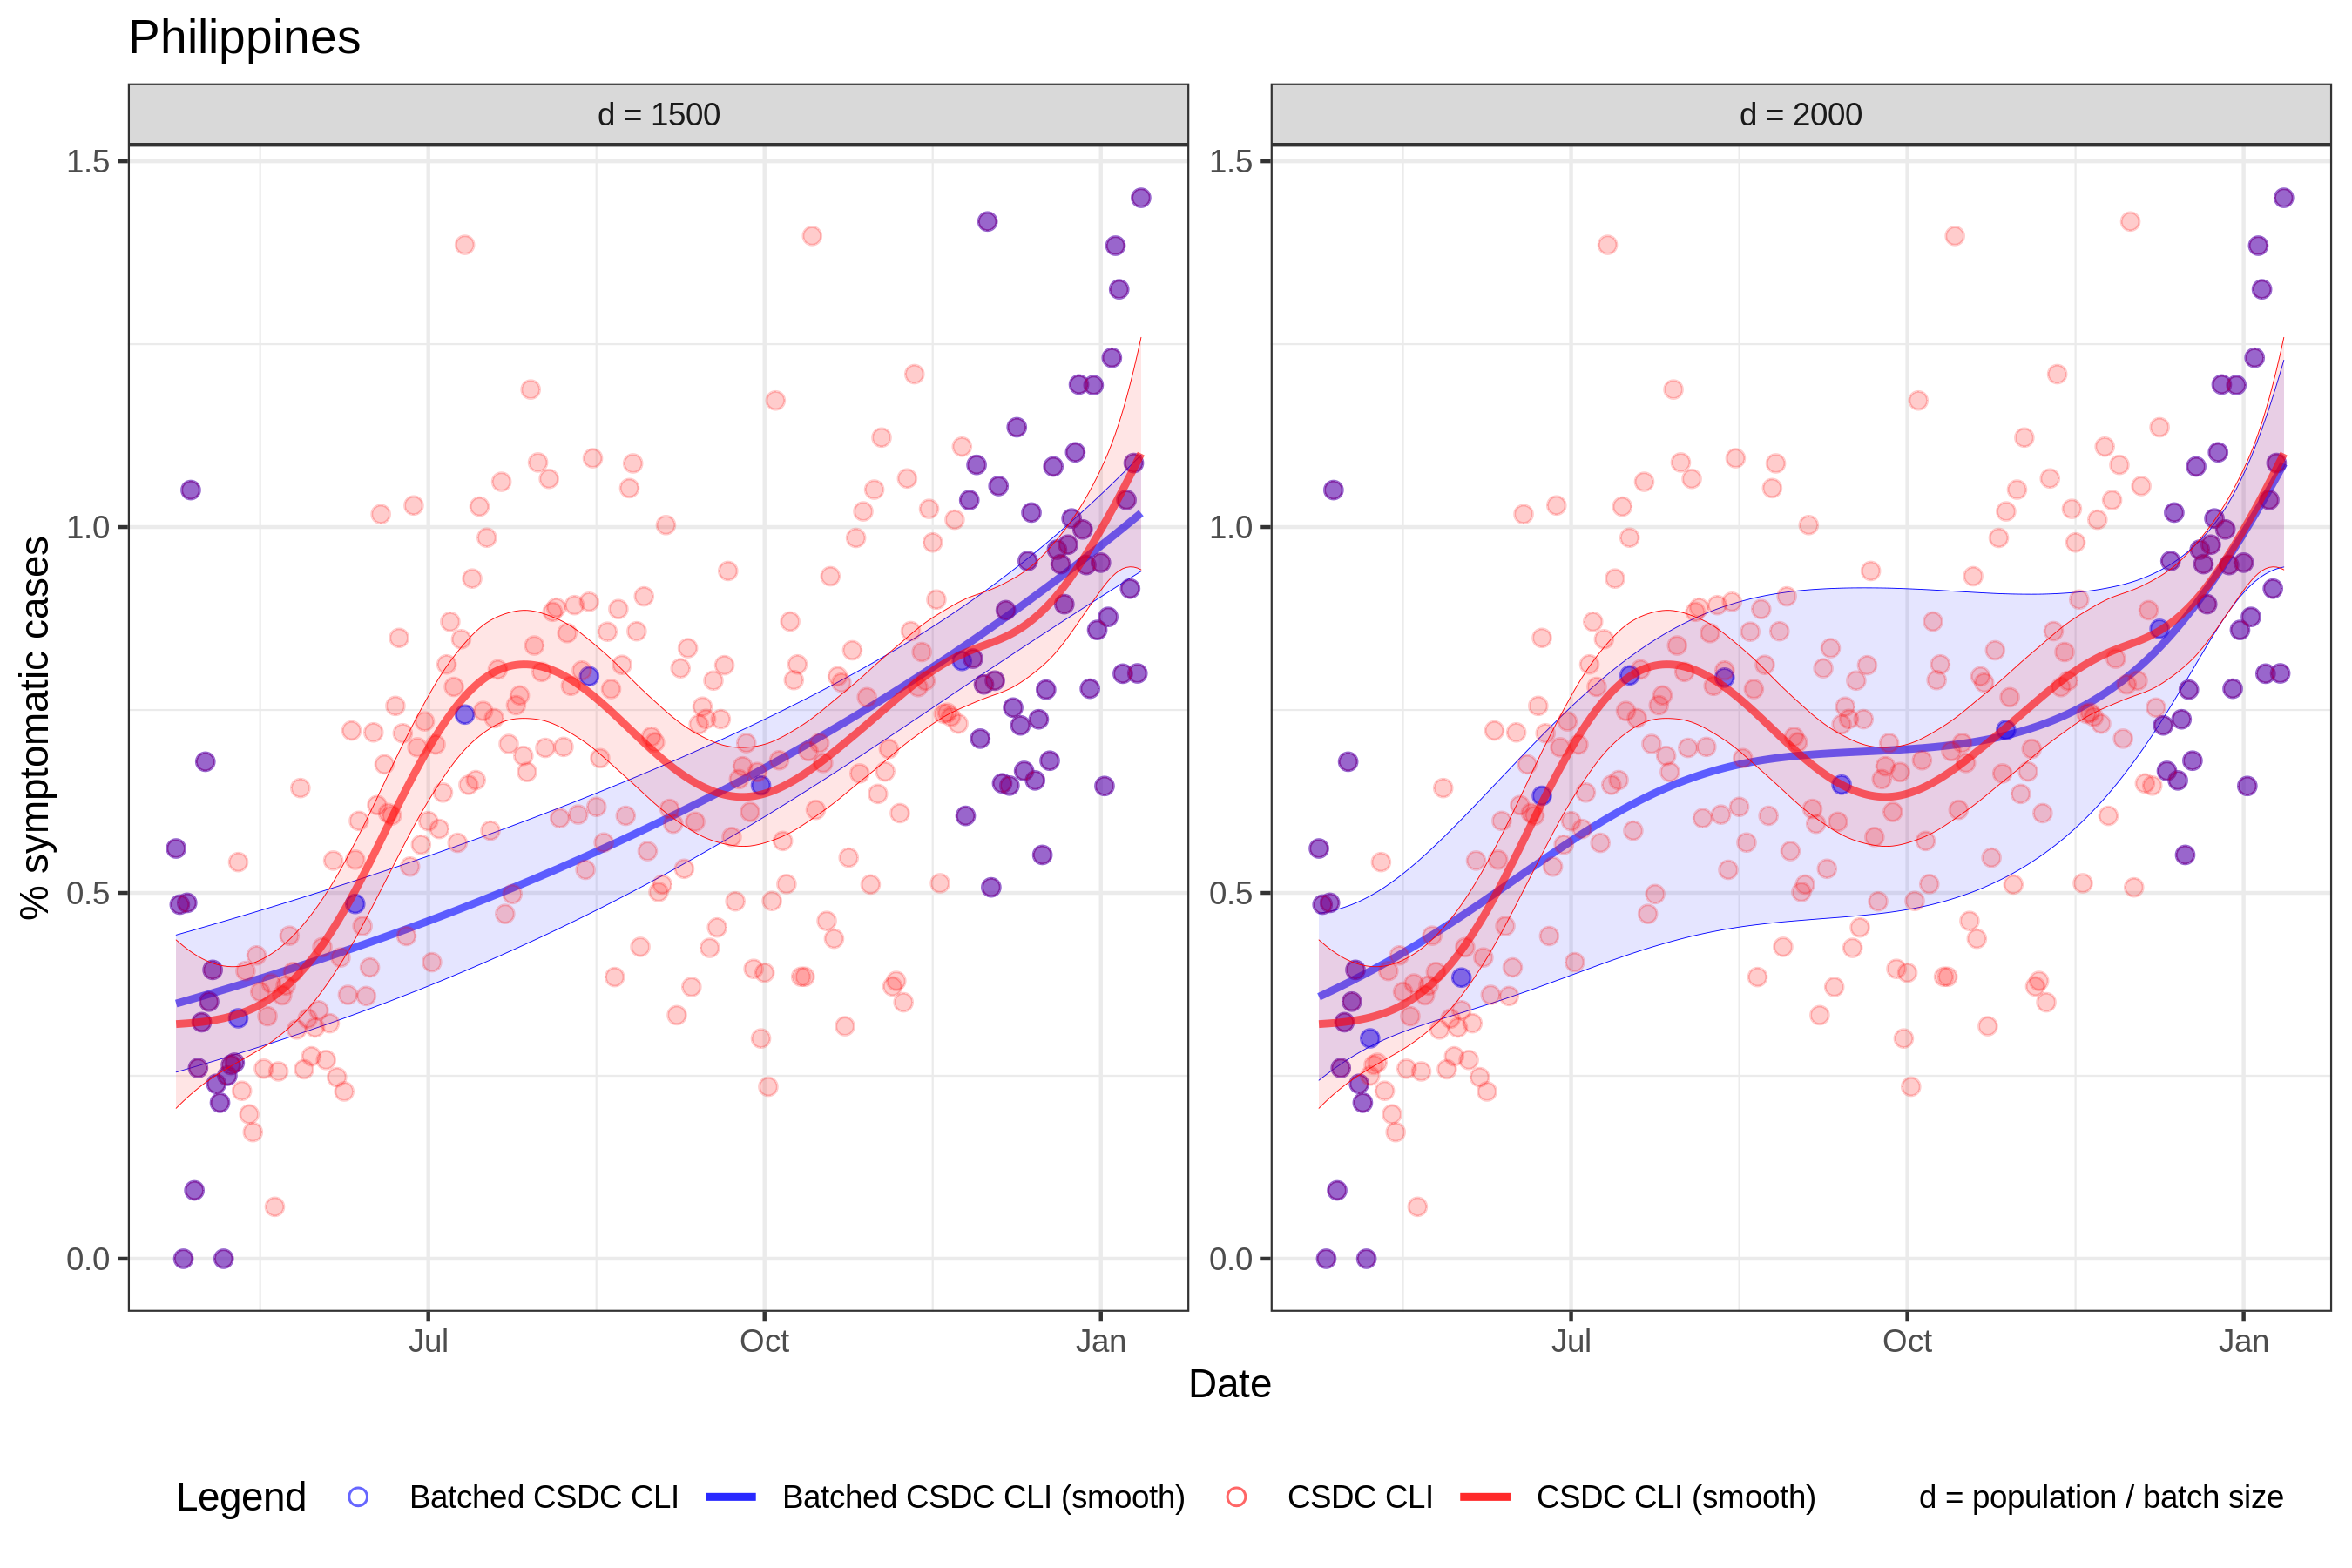 Philippines
d = 1500
d = 2000
% symptomatic cases
1.5
1.0
0.5
0.0
1.5
1.0
0.5
0.0
Jul
Oct
Jan
Jul
Oct
Jan
Date
Legend
Batched CSDC CLI
Batched CSDC CLI (smooth)
CSDC CLI
CSDC CLI (smooth)
d = population / batch size